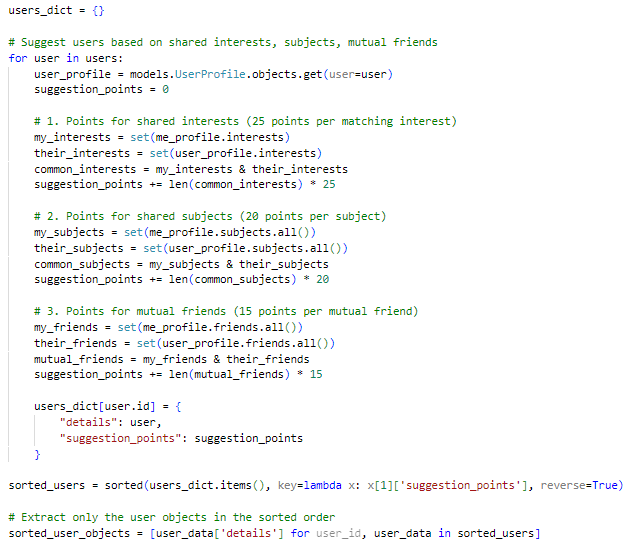 users_dict = {}

# Suggest users based on shared interests, subjects, mutual friends
for user in users:
    user_profile = models.UserProfile.objects.get(user=user)
    suggestion_points = 0

    # 1. Points for shared interests (25 points per matching interest)
    my_interests = set(me_profile.interests)
    their_interests = set(user_profile.interests)
    common_interests = my_interests & their_interests
    suggestion_points += len(common_interests) * 25

    # 2. Points for shared subjects (20 points per subject)
    my_subjects = set(me_profile.subjects.all())
    their_subjects = set(user_profile.subjects.all())
    common_subjects = my_subjects & their_subjects
    suggestion_points += len(common_subjects) * 20

    # 3. Points for mutual friends (15 points per mutual friend)
    my_friends = set(me_profile.friends.all())
    their_friends = set(user_profile.friends.all())
    mutual_friends = my_friends & their_friends
    suggestion_points += len(mutual_friends) * 15

    users_dict[user.id] = {
        "details": user,
        "suggestion_points": suggestion_points
    }

sorted_users = sorted(users_dict.items(), key=lambda x: x[1]['suggestion_points'], reverse=True)

# Extract only the user objects in the sorted order
sorted_user_objects = [user_data['details'] for user_id, user_data in sorted_users]